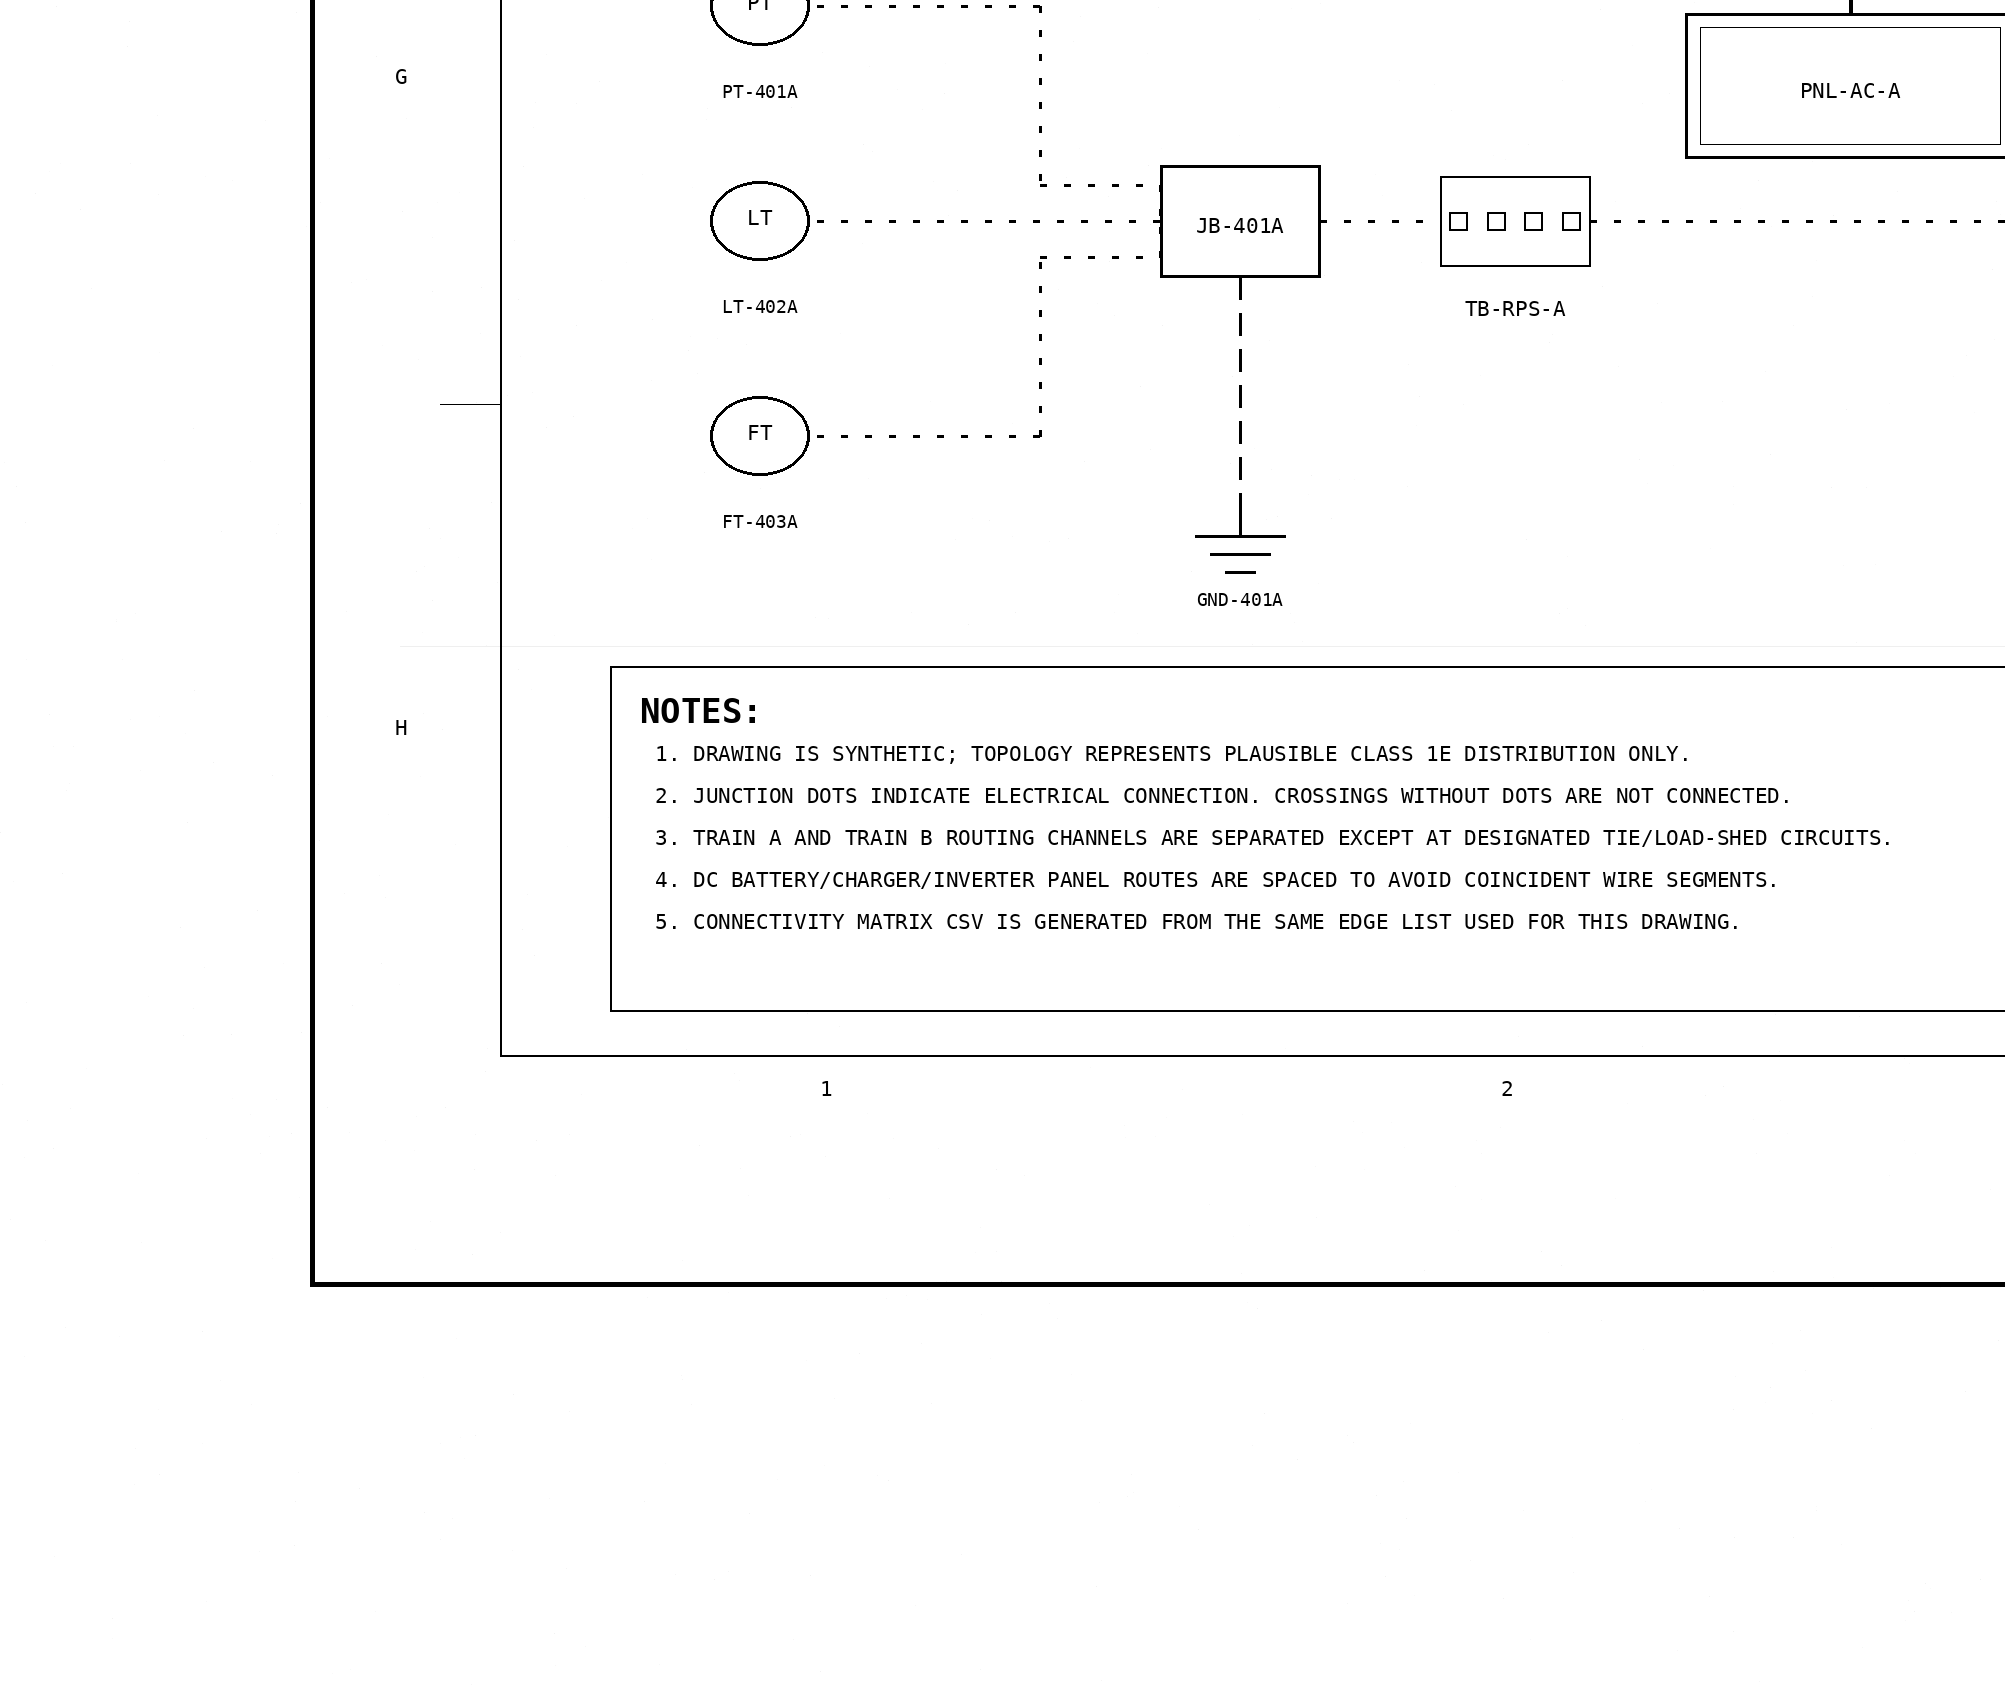 PT
G
PT-401A
PNL-AC-A
LT
JB-401A
LT-402A
TB-RPS-A
FT
FT-403A
GND-401A
H
NOTES:
1. DRAWING IS SYNTHETIC; TOPOLOGY REPRESENTS PLAUSIBLE CLASS 1E DISTRIBUTION ONLY.
2. JUNCTION DOTS INDICATE ELECTRICAL CONNECTION. CROSSINGS WITHOUT DOTS ARE NOT CONNECTED.
3. TRAIN A AND TRAIN B ROUTING CHANNELS ARE SEPARATED EXCEPT AT DESIGNATED TIE/LOAD-SHED CIRCUITS.
4. DC BATTERY/CHARGER/INVERTER PANEL ROUTES ARE SPACED TO AVOID COINCIDENT WIRE SEGMENTS.
5. CONNECTIVITY MATRIX CSV IS GENERATED FROM THE SAME EDGE LIST USED FOR THIS DRAWING.
1
2